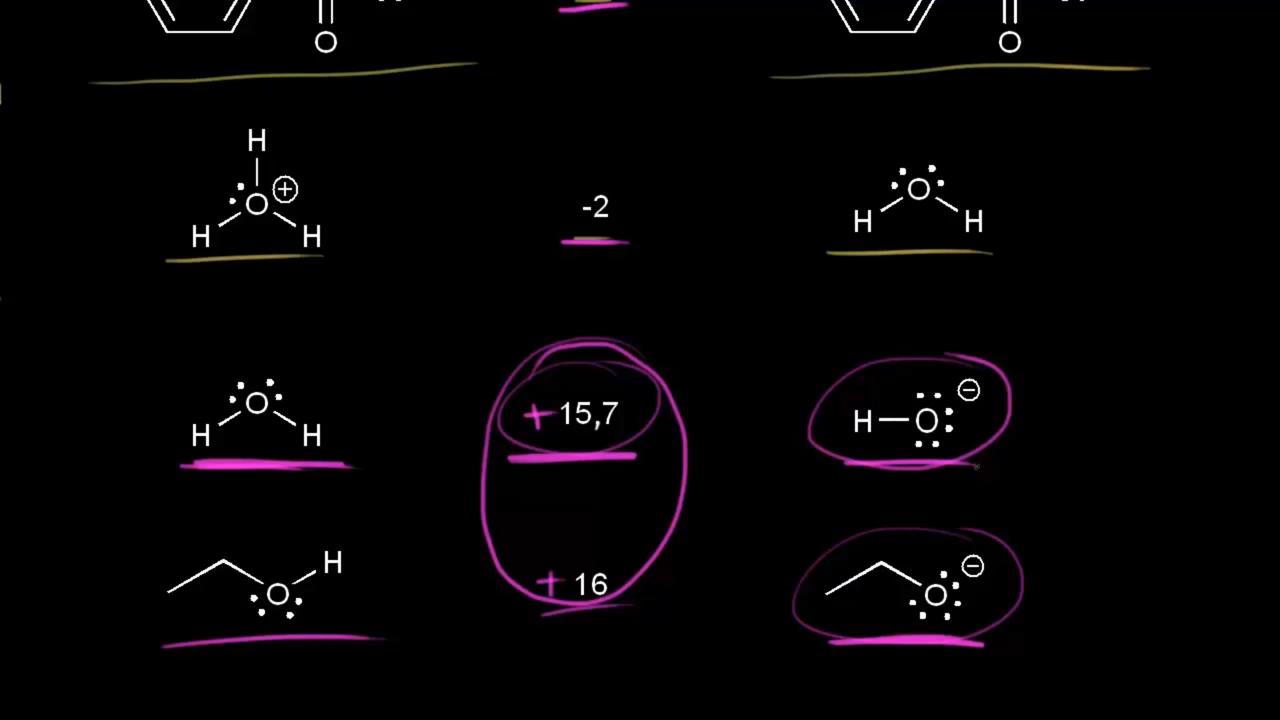 O O
H
O ⊕
H H
-2
O
H H
O
H H
+ 15,7
H O ⊖
H
O
+ 16
O ⊖